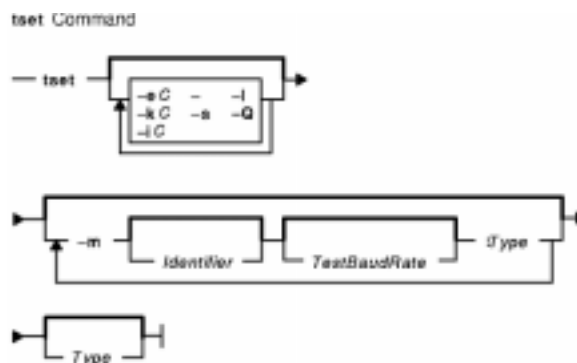 tset Command
tset
-e C - -I
-k C -s -Q
-i C
-m Identifier TestBaudRate :Type
Type